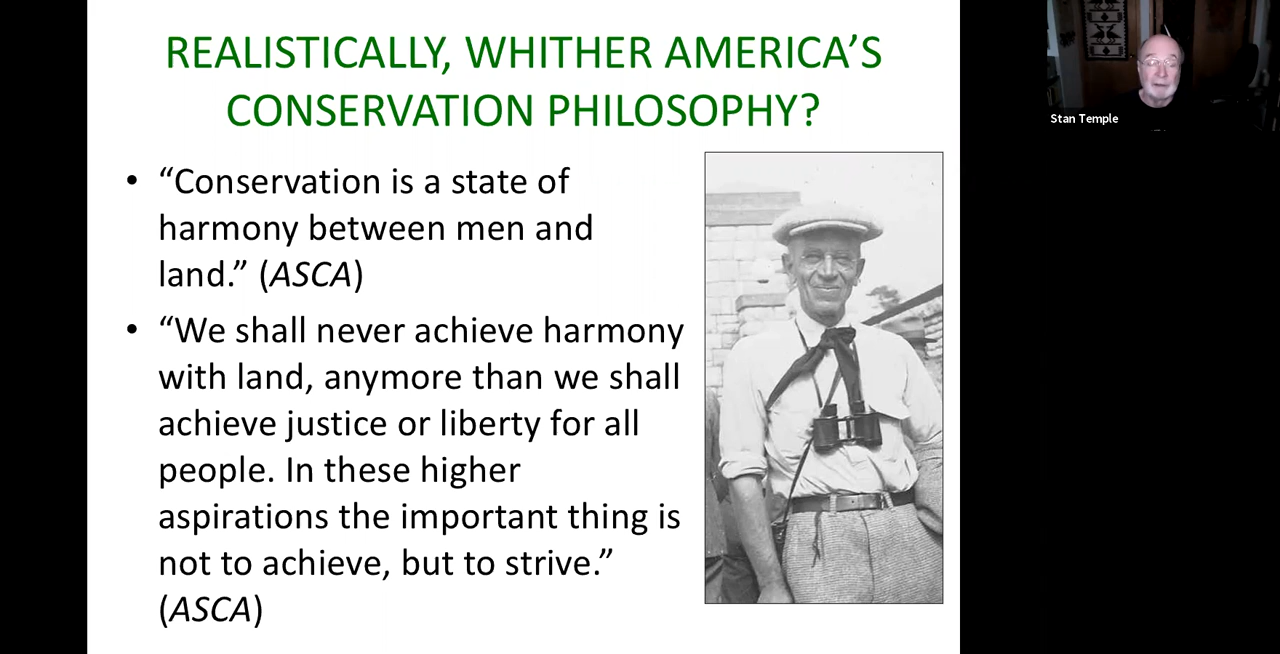 REALISTICALLY, WHITHER AMERICA’S
CONSERVATION PHILOSOPHY?
• “Conservation is a state of
harmony between men and
land.” (ASCA)
• “We shall never achieve harmony
with land, anymore than we shall
achieve justice or liberty for all
people. In these higher
aspirations the important thing is
not to achieve, but to strive.”
(ASCA)
Stan Temple